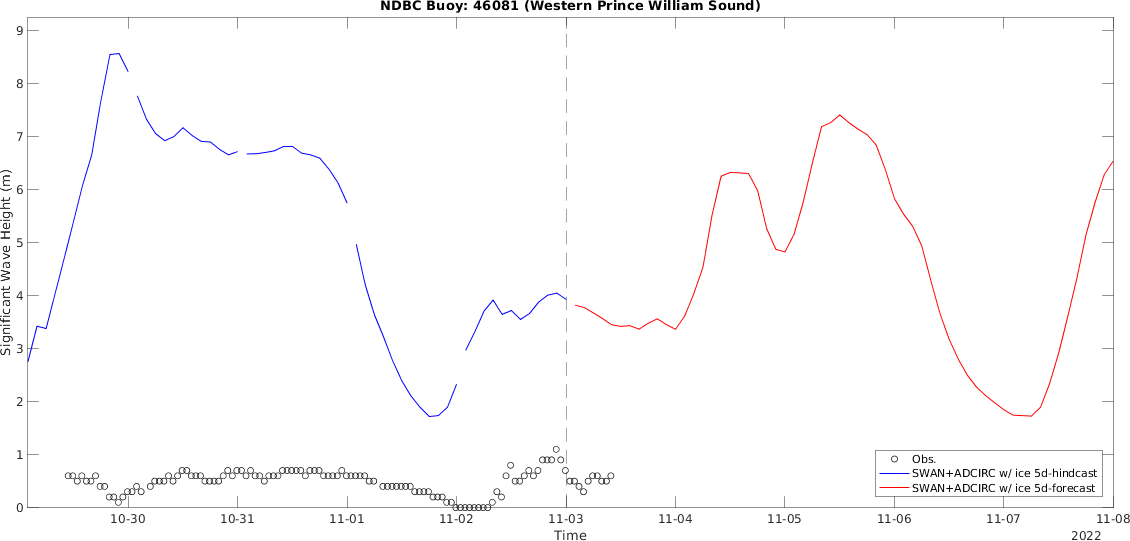 NDBC Buoy: 46081 (Western Prince William Sound)
9
8
7
6
5
4
3
2
1
0
Significant Wave Height (m)
Obs.
SWAN+ADCIRC w/ ice 5d-hindcast
SWAN+ADCIRC w/ ice 5d-forecast
10-30 10-31 11-01 11-02 11-03 11-04 11-05 11-06 11-07 11-08
Time
2022